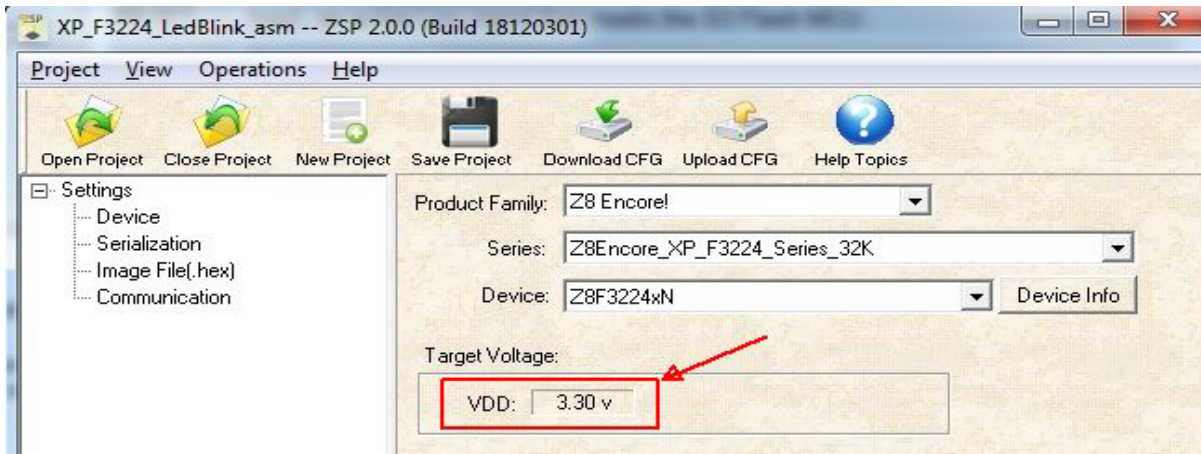 XP_F3224_LedBlink_asm -- ZSP 2.0.0 (Build 18120301)
Project View Operations Help
Open Project Close Project New Project Save Project Download CFG Upload CFG Help Topics
Settings
Device
Serialization
Image File(.hex)
Communication
Product Family: Z8 Encore!
Series: Z8Encore_XP_F3224_Series_32K
Device: Z8F3224xN Device Info
Target Voltage:
VDD: 3.30 v